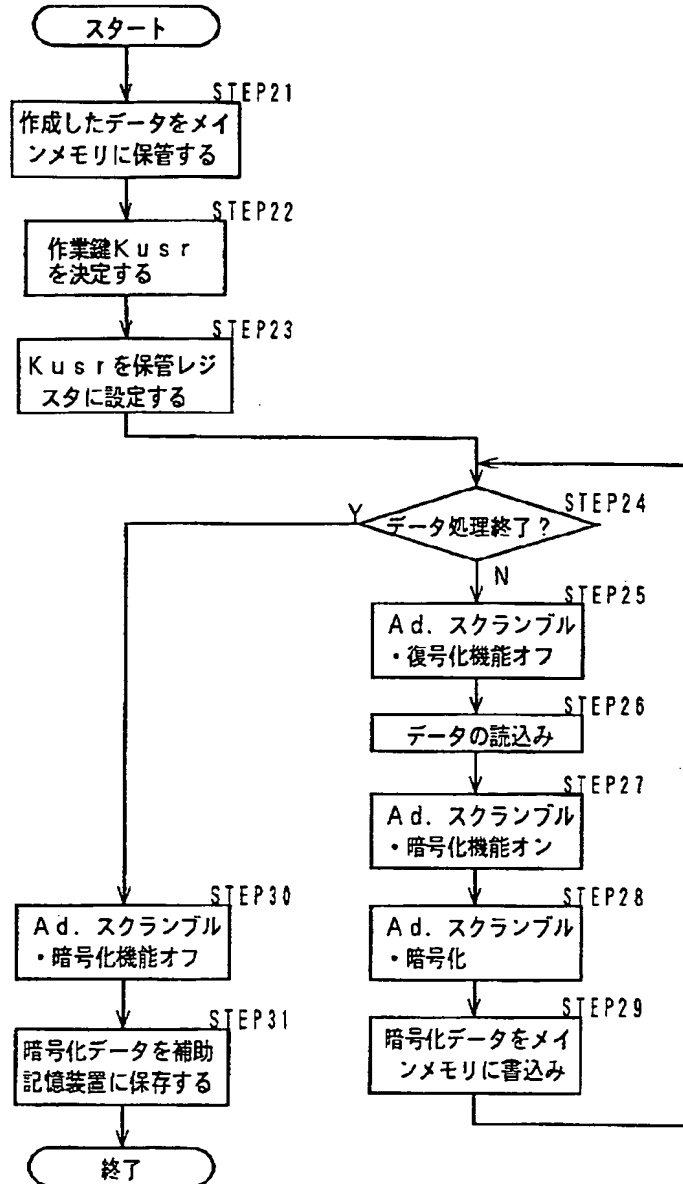 スタート
STEP21
作成したデータをメイ
ンメモリに保管する
STEP22
作業鍵Kusr
を決定する
STEP23
Kusrを保管レジ
スタに設定する
STEP24
データ処理終了?
Y
N
STEP25
Ad. スクランブル
・復号化機能オフ
STEP26
データの読込み
STEP27
Ad. スクランブル
・暗号化機能オン
STEP28
Ad. スクランブル
・暗号化
STEP29
暗号化データをメイ
ンメモリに書込み
STEP30
Ad. スクランブル
・暗号化機能オフ
STEP31
暗号化データを補助
記憶装置に保存する
終了